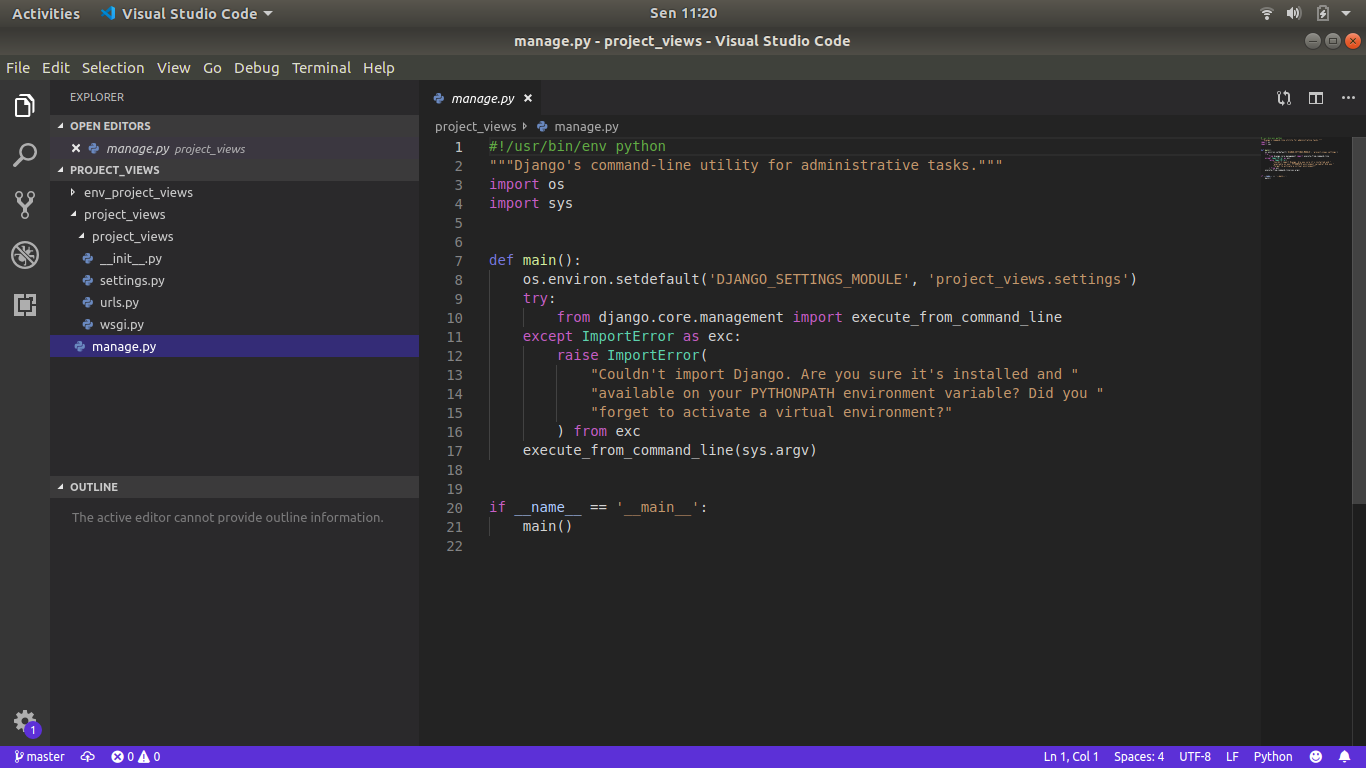 Activities Visual Studio Code Sen 11:20
manage.py - project_views - Visual Studio Code
File Edit Selection View Go Debug Terminal Help
EXPLORER
OPEN EDITORS
manage.py project_views
PROJECT_VIEWS
env_project_views
project_views
project_views
__init__.py
settings.py
urls.py
wsgi.py
manage.py
OUTLINE
The active editor cannot provide outline information.
1
manage.py
project_views manage.py
1 #!/usr/bin/env python
2 """Django's command-line utility for administrative tasks."""
3 import os
4 import sys
5
6
7 def main():
8     os.environ.setdefault('DJANGO_SETTINGS_MODULE', 'project_views.settings')
9     try:
10         from django.core.management import execute_from_command_line
11     except ImportError as exc:
12         raise ImportError(
13             "Couldn't import Django. Are you sure it's installed and "
14             "available on your PYTHONPATH environment variable? Did you "
15             "forget to activate a virtual environment?"
16         ) from exc
17     execute_from_command_line(sys.argv)
18
19
20 if __name__ == '__main__':
21     main()
22
master 0 0 Ln 1, Col 1 Spaces: 4 UTF-8 LF Python